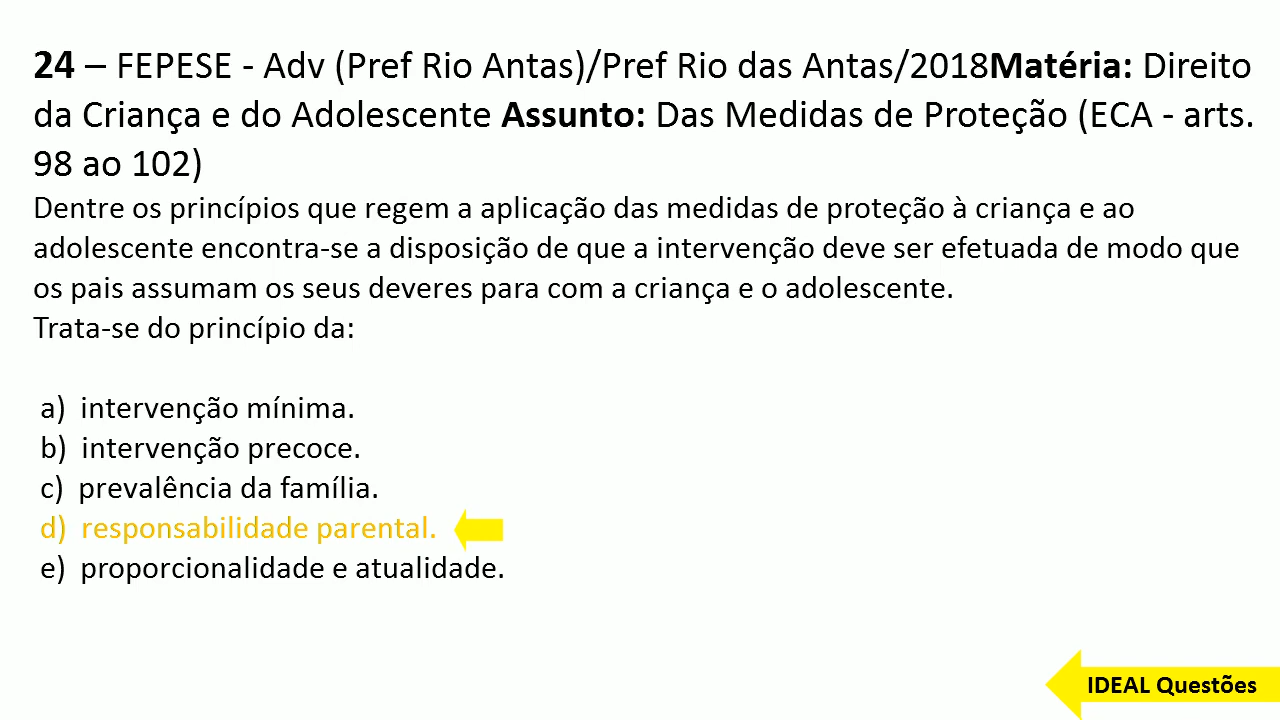 24 – FEPESE - Adv (Pref Rio Antas)/Pref Rio das Antas/2018Matéria: Direito
da Criança e do Adolescente Assunto: Das Medidas de Proteção (ECA - arts.
98 ao 102)
Dentre os princípios que regem a aplicação das medidas de proteção à criança e ao
adolescente encontra-se a disposição de que a intervenção deve ser efetuada de modo que
os pais assumam os seus deveres para com a criança e o adolescente.
Trata-se do princípio da:
a) intervenção mínima.
b) intervenção precoce.
c) prevalência da família.
d) responsabilidade parental.
e) proporcionalidade e atualidade.
IDEAL Questões